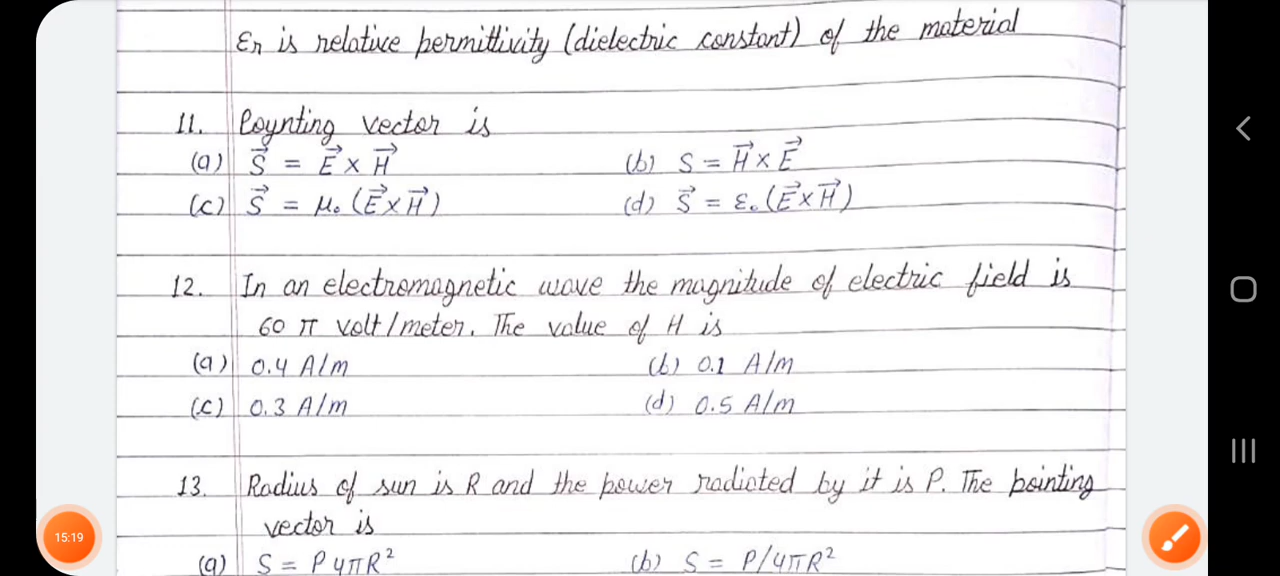 εr is relative permittivity (dielectric constant) of the material
11. Poynting vector is
(a) S⃗ = E⃗ × H⃗ (b) S = H⃗ × E⃗
(c) S⃗ = μ₀ (E⃗×H⃗) (d) S⃗ = ε₀ (E⃗×H⃗)
12. In an electromagnetic wave the magnitude of electric field is
60 π volt/meter. The value of H is
(a) 0.4 A/m (b) 0.1 A/m
(c) 0.3 A/m (d) 0.5 A/m
13. Radius of sun is R and the power radiated by it is P. The pointing
vector is
(a) S = P4πR² (b) S = P/4πR²
15:19